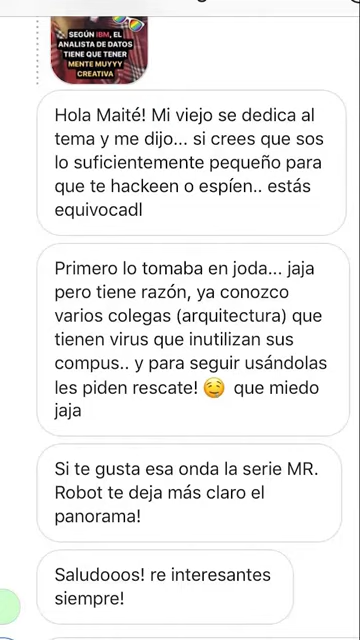 SEGÚN IBM, EL
ANALISTA DE DATOS
TIENE QUE TENER
MENTE MUYYY
CREATIVA
Hola Maité! Mi viejo se dedica al
tema y me dijo... si crees que sos
lo suficientemente pequeño para
que te hackeen o espíen.. estás
equivocadl
Primero lo tomaba en joda... jaja
pero tiene razón, ya conozco
varios colegas (arquitectura) que
tienen virus que inutilizan sus
compus.. y para seguir usándolas
les piden rescate! 🤤 que miedo
jaja
Si te gusta esa onda la serie MR.
Robot te deja más claro el
panorama!
Saludooos! re interesantes
siempre!